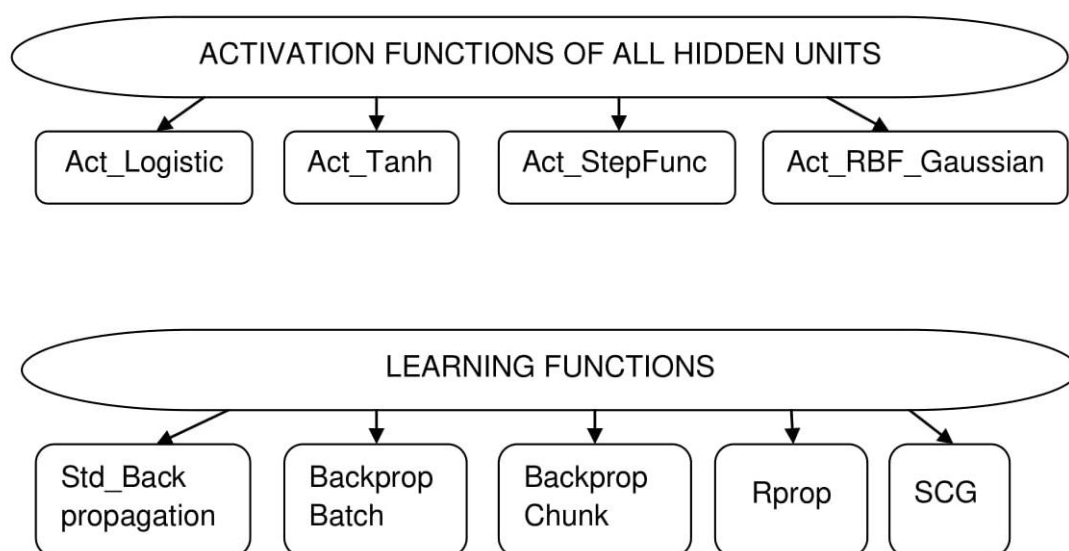 ACTIVATION FUNCTIONS OF ALL HIDDEN UNITS
Act_Logistic
Act_Tanh
Act_StepFunc
Act_RBF_Gaussian
LEARNING FUNCTIONS
Std_Back
propagation
Backprop
Batch
Backprop
Chunk
Rprop
SCG